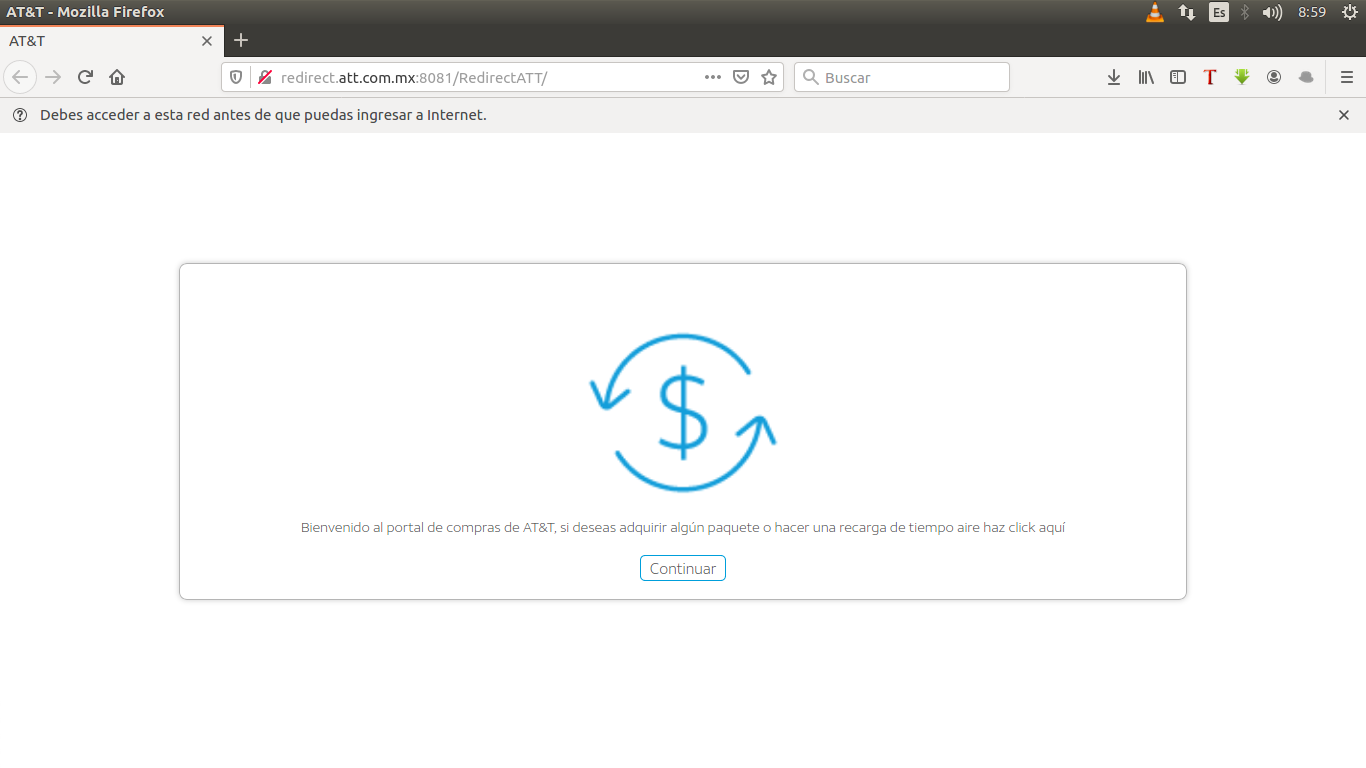 AT&T - Mozilla Firefox
Es
8:59
AT&T
redirect.att.com.mx:8081/RedirectATT/
Buscar
T
Debes acceder a esta red antes de que puedas ingresar a Internet.
$
Bienvenido al portal de compras de AT&T, si deseas adquirir algún paquete o hacer una recarga de tiempo aire haz click aquí
Continuar